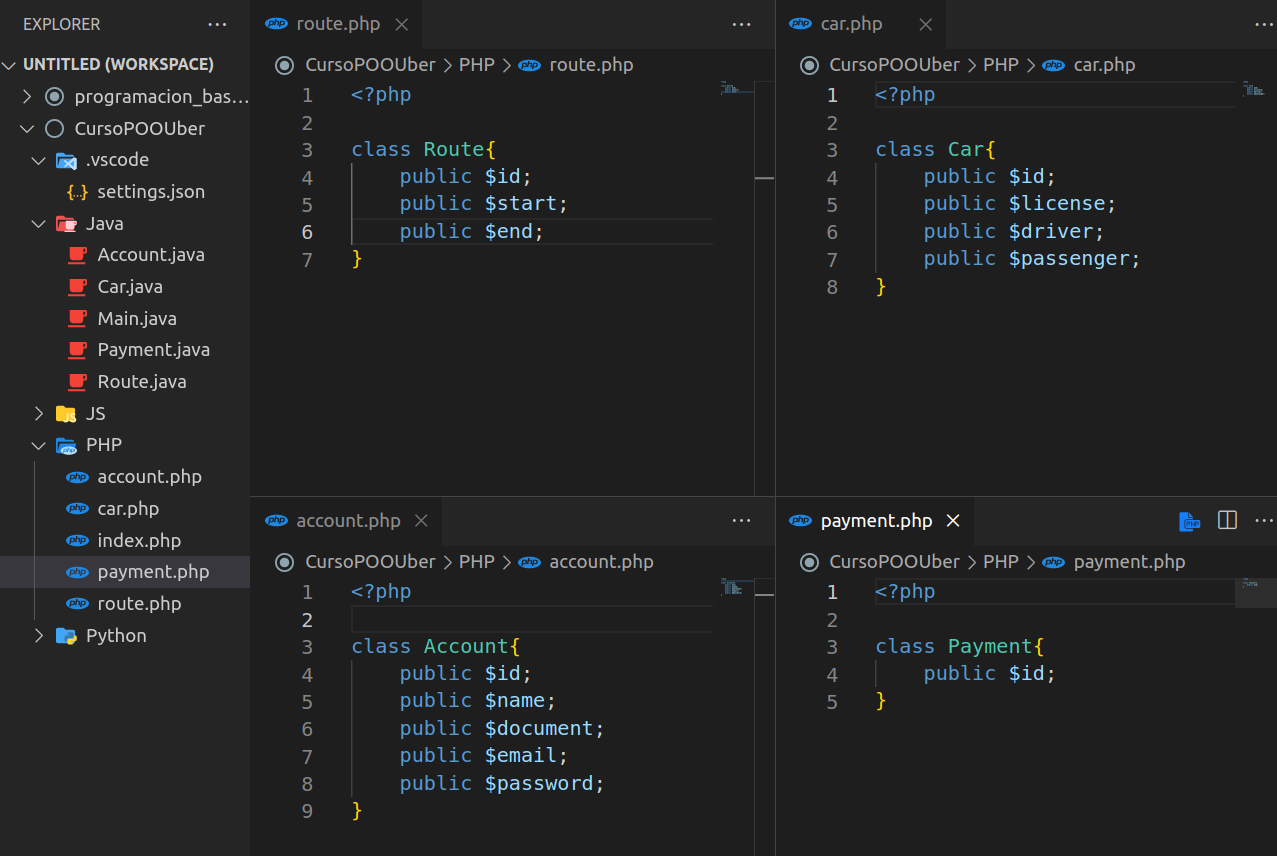 EXPLORER
UNTITLED (WORKSPACE)
programacion_bas...
CursoPOOUber
.vscode
settings.json
Java
Account.java
Car.java
Main.java
Payment.java
Route.java
JS
PHP
account.php
car.php
index.php
payment.php
route.php
Python
route.php
CursoPOOUber > PHP > route.php
1 <?php
2
3 class Route{
4     public $id;
5     public $start;
6     public $end;
7 }
car.php
CursoPOOUber > PHP > car.php
1 <?php
2
3 class Car{
4     public $id;
5     public $license;
6     public $driver;
7     public $passenger;
8 }
account.php
CursoPOOUber > PHP > account.php
1 <?php
2
3 class Account{
4     public $id;
5     public $name;
6     public $document;
7     public $email;
8     public $password;
9 }
payment.php
CursoPOOUber > PHP > payment.php
1 <?php
2
3 class Payment{
4     public $id;
5 }